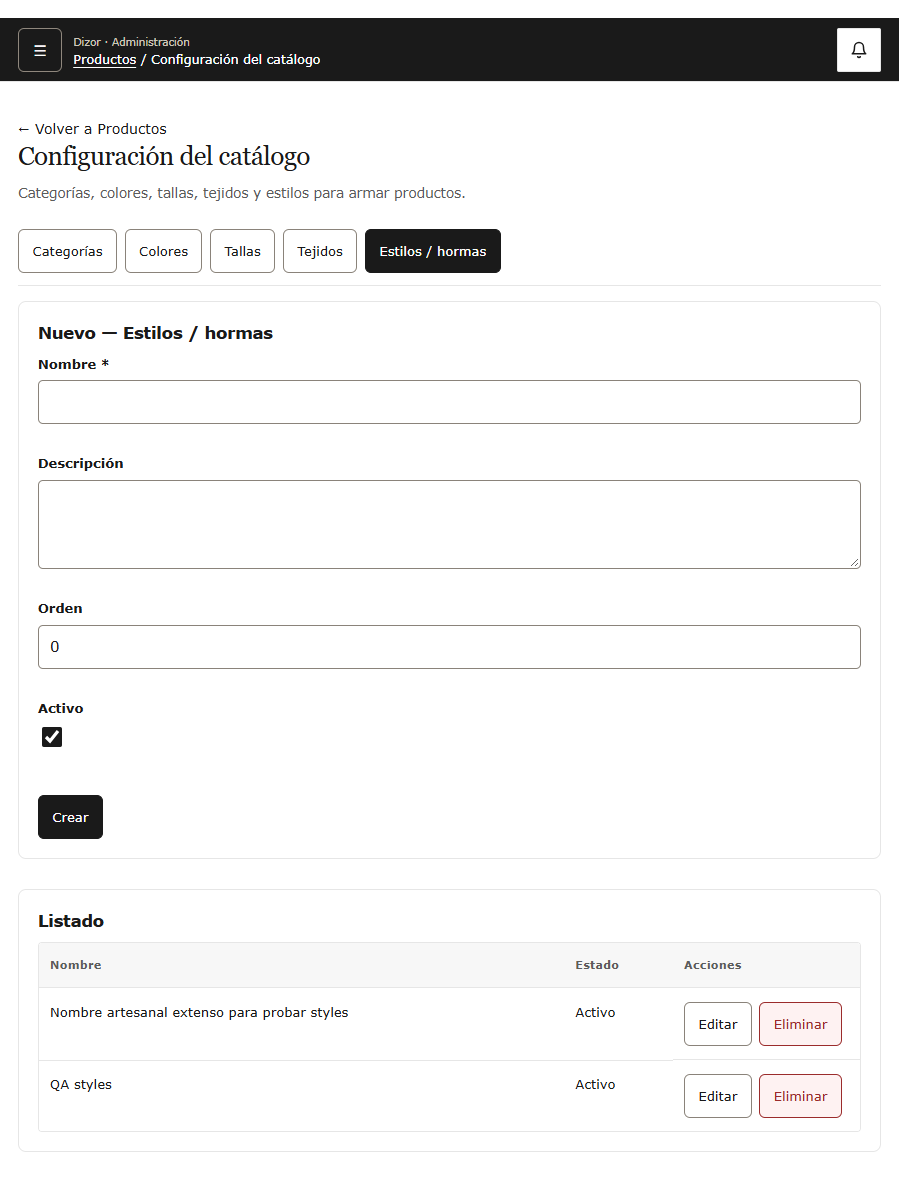 ☰
Dizor · Administración
Productos / Configuración del catálogo
← Volver a Productos
Configuración del catálogo
Categorías, colores, tallas, tejidos y estilos para armar productos.
Categorías Colores Tallas Tejidos Estilos / hormas
Nuevo — Estilos / hormas
Nombre *
Descripción
Orden
0
Activo
Crear
Listado
Nombre Estado Acciones
Nombre artesanal extenso para probar styles Activo Editar Eliminar
QA styles Activo Editar Eliminar